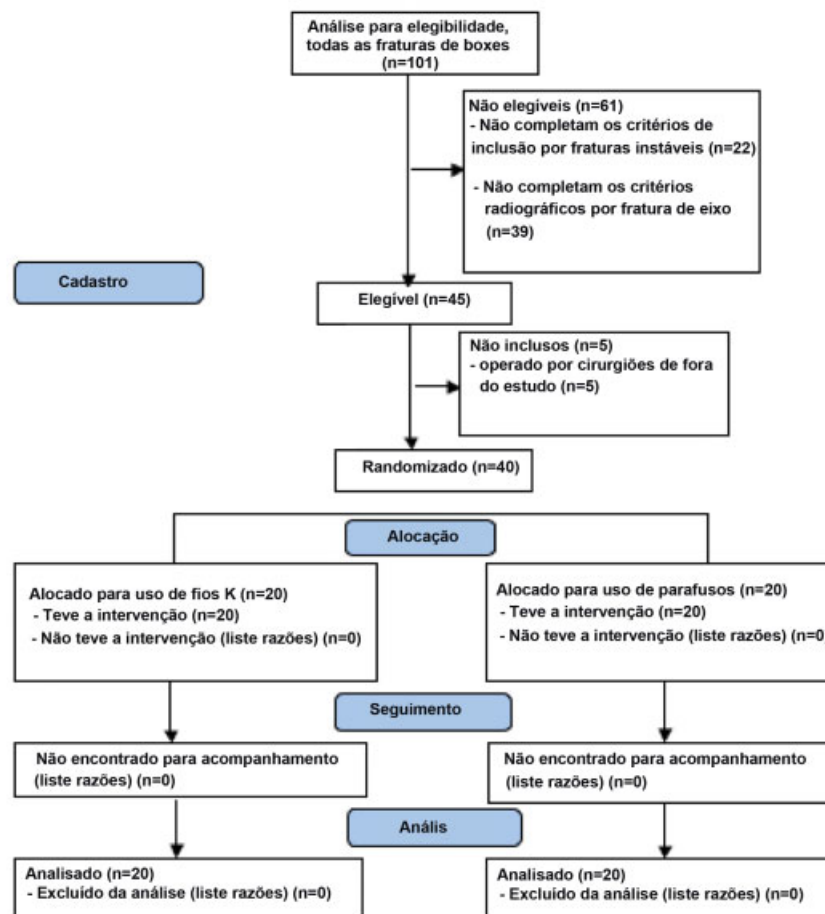 Análise para elegibilidade,
todas as fraturas de boxes
(n=101)
Não elegíveis (n=61)
- Não completam os critérios de
inclusão por fraturas instáveis (n=22)
- Não completam os critérios
radiográficos por fratura de eixo
(n=39)
Cadastro
Elegível (n=45)
Não inclusos (n=5)
- operado por cirurgiões de fora
do estudo (n=5)
Randomizado (n=40)
Alocação
Alocado para uso de fios K (n=20)
- Teve a intervenção (n=20)
- Não teve a intervenção (liste razões) (n=0)
Alocado para uso de parafusos (n=20)
- Teve a intervenção (n=20)
- Não teve a intervenção (liste razões) (n=0
Seguimento
Não encontrado para acompanhamento
(liste razões) (n=0)
Não encontrado para acompanhamento
(liste razões) (n=0)
Anális
Analisado (n=20)
- Excluído da análise (liste razões) (n=0)
Analisado (n=20)
- Excluído da análise (liste razões) (n=0)